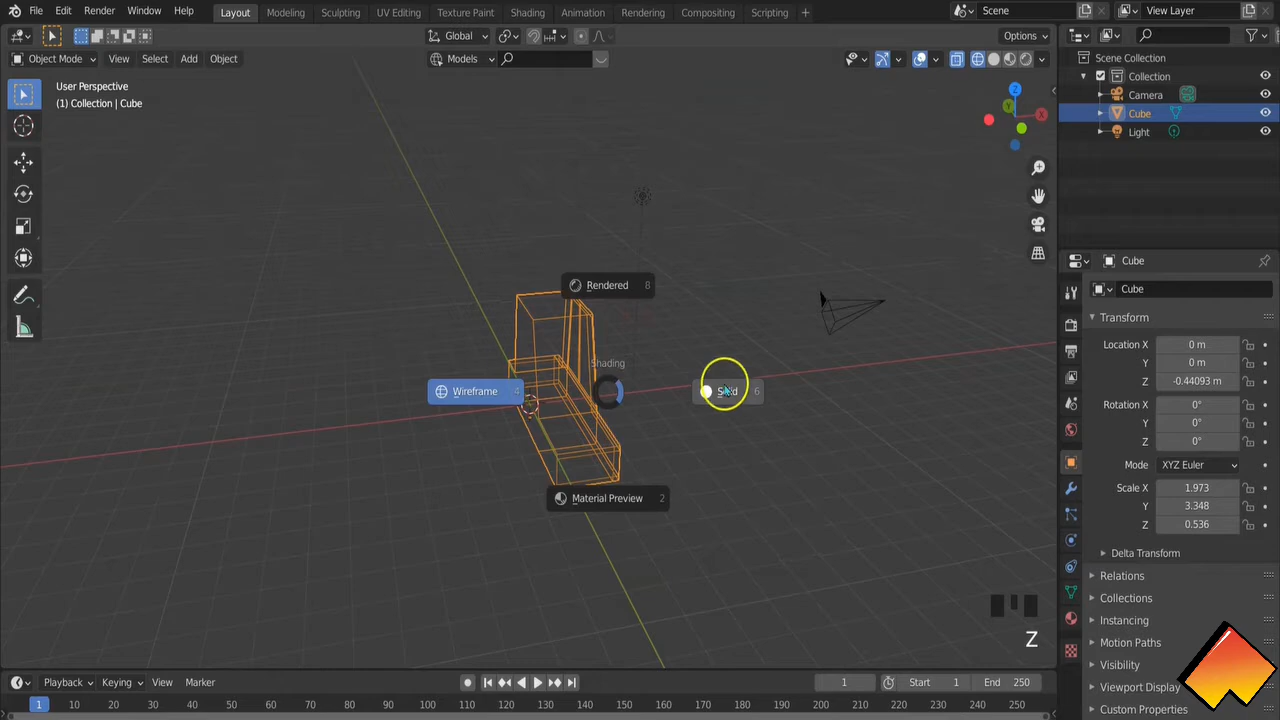 File Edit Render Window Help Layout Modeling Sculpting UV Editing Texture Paint Shading Animation Rendering Compositing Scripting + Scene View Layer
Global Options
Object Mode View Select Add Object Models
User Perspective
(1) Collection | Cube
Z
Y
X
Scene Collection
Collection
Camera
Cube
Light
Rendered 8
Shading
Wireframe 4
Solid 6
Material Preview 2
Cube
Cube
Transform
Location X 0 m
Y 0 m
Z -0.44093 m
Rotation X 0°
Y 0°
Z 0°
Mode XYZ Euler
Scale X 1.973
Y 3.348
Z 0.536
Delta Transform
Relations
Collections
Instancing
Motion Paths
Visibility
Viewport Display
Custom Properties
Z
Playback Keying View Marker 1 Start 1 End 250
1 10 20 30 40 50 60 70 80 90 100 110 120 130 140 150 160 170 180 190 200 210 220 230 240 250